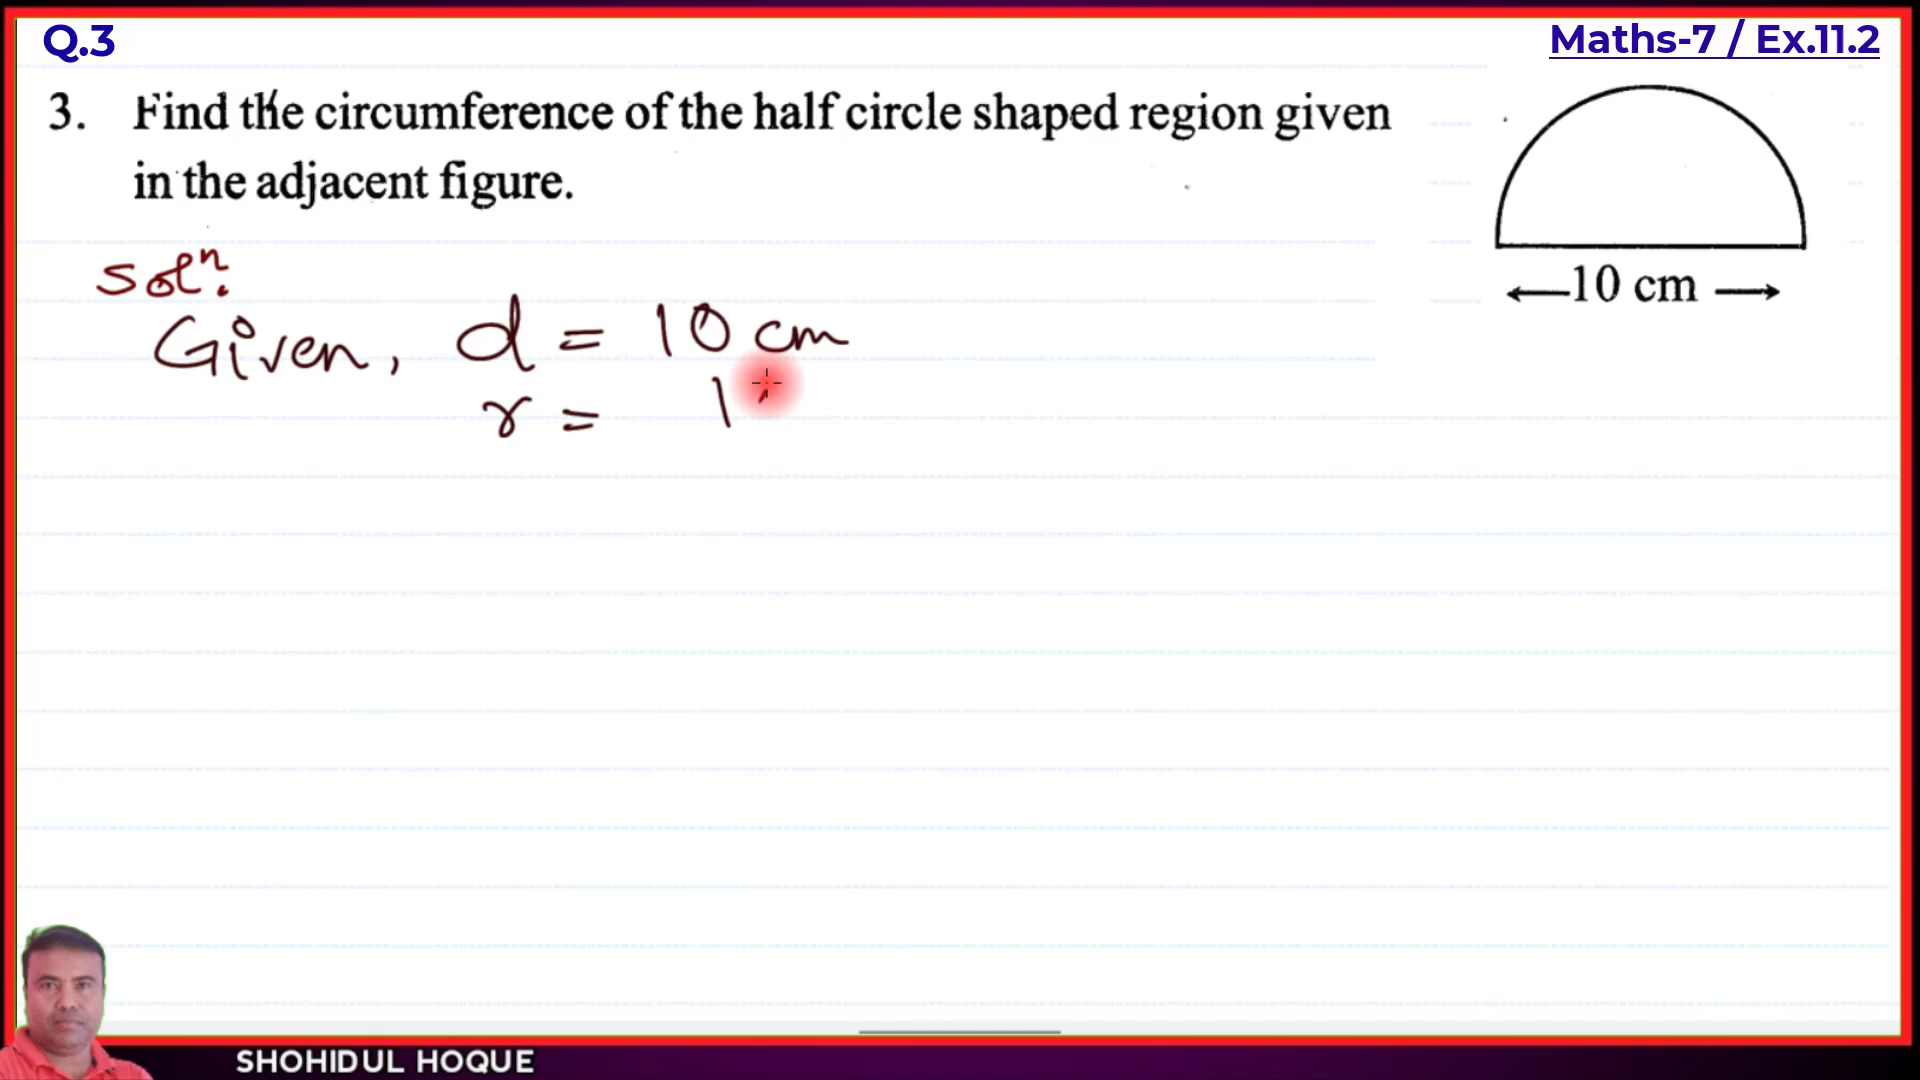 Q.3
Maths-7 / Ex.11.2
3. Find the circumference of the half circle shaped region given
in the adjacent figure.
10 cm
Solⁿ.
Given, d = 10 cm
r = 1
SHOHIDUL HOQUE